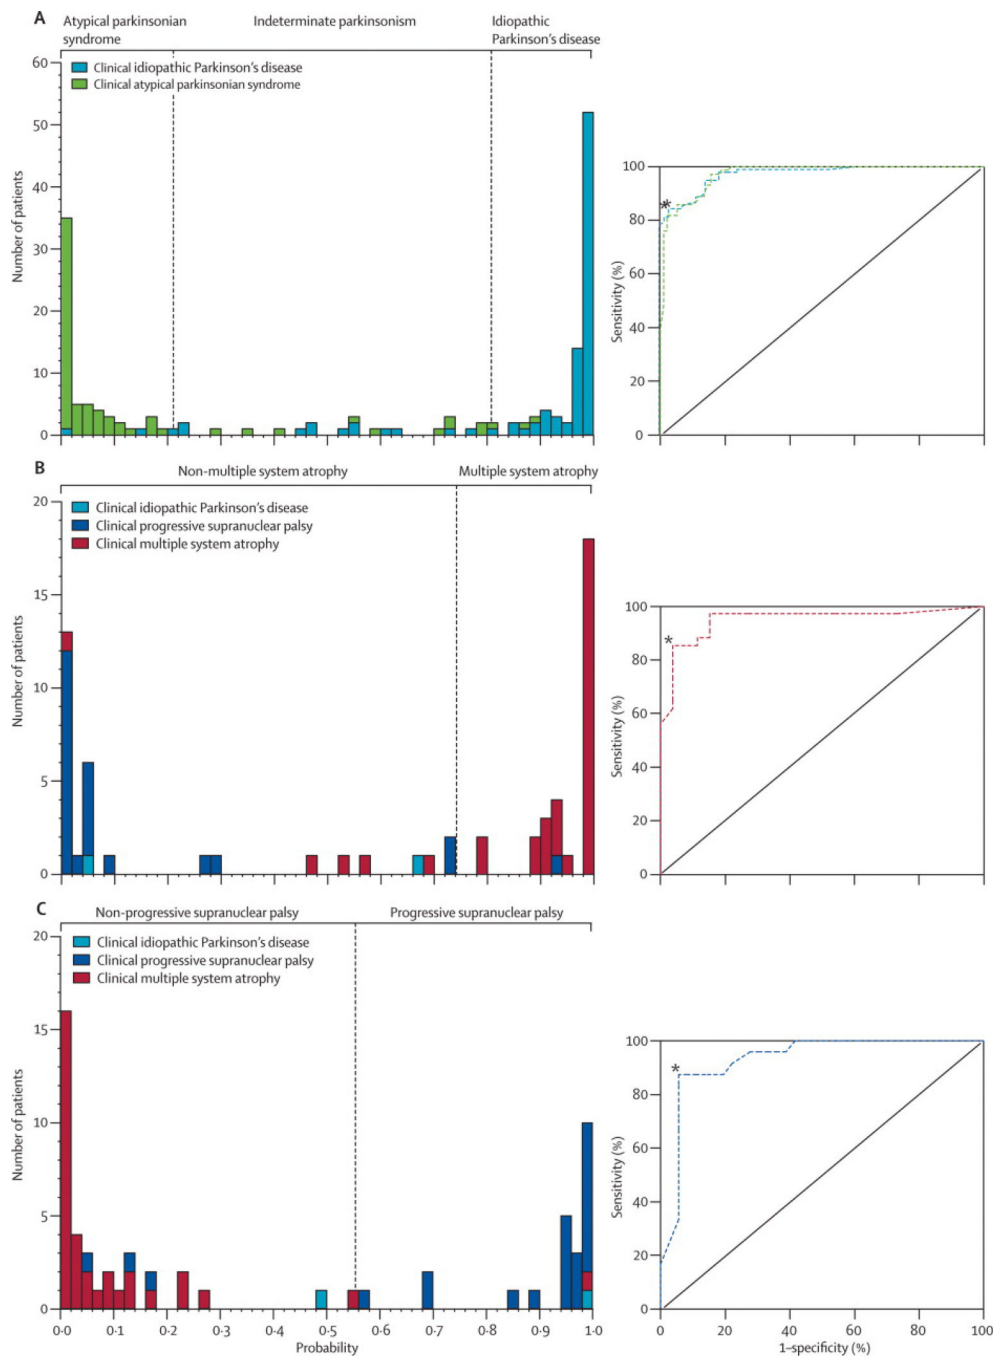 A
Atypical parkinsonian
syndrome
Indeterminate parkinsonism
Idiopathic
Parkinson's disease
60
50
40
30
20
10
0
Number of patients
Clinical idiopathic Parkinson's disease
Clinical atypical parkinsonian syndrome
100
80
60
40
20
0
Sensitivity (%)
*
B
Non-multiple system atrophy
Multiple system atrophy
20
15
10
5
0
Number of patients
Clinical idiopathic Parkinson's disease
Clinical progressive supranuclear palsy
Clinical multiple system atrophy
100
80
60
40
20
0
Sensitivity (%)
*
C
Non-progressive supranuclear palsy
Progressive supranuclear palsy
20
15
10
5
0
Number of patients
Clinical idiopathic Parkinson's disease
Clinical progressive supranuclear palsy
Clinical multiple system atrophy
0·0 0·1 0·2 0·3 0·4 0·5 0·6 0·7 0·8 0·9 1·0
Probability
100
80
60
40
20
0
Sensitivity (%)
*
0 20 40 60 80 100
1–specificity (%)